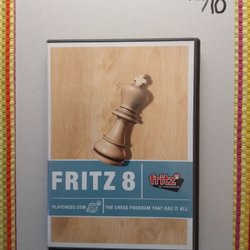 10
FRITZ 8
fritz
PLAYCHESS.COM
THE CHESS PROGRAM THAT HAS IT ALL.